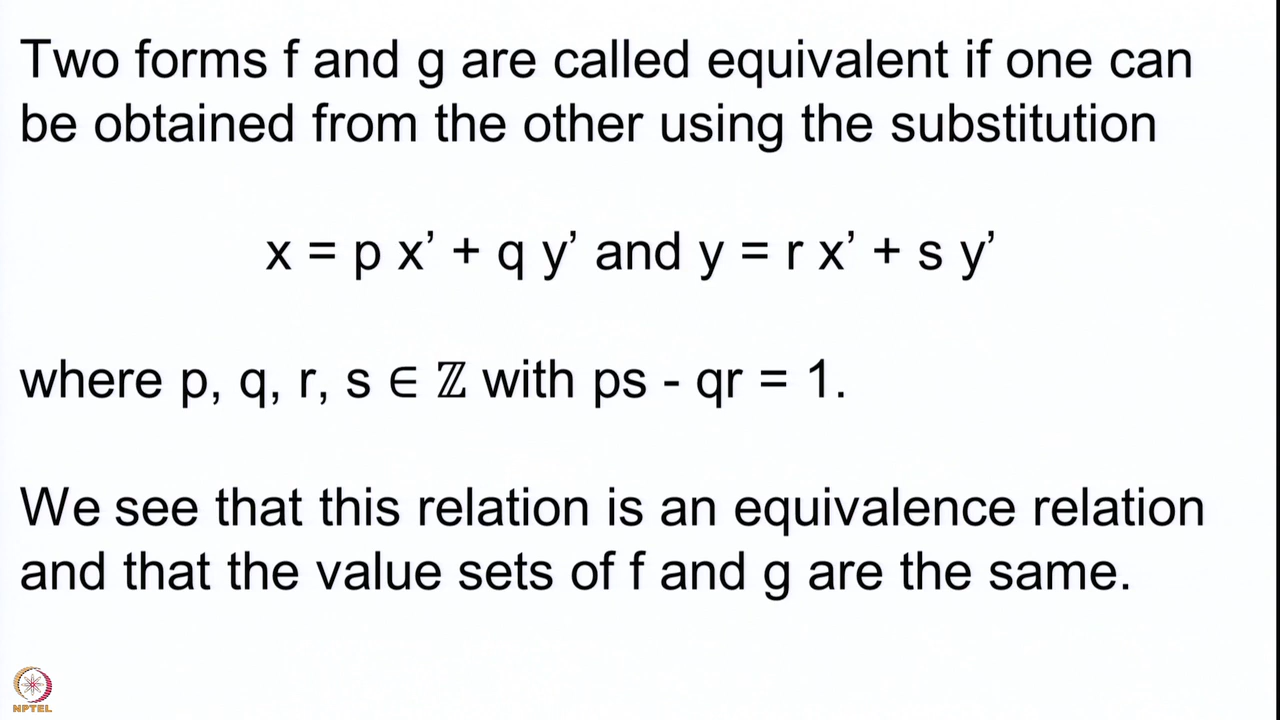 Two forms f and g are called equivalent if one can
be obtained from the other using the substitution
x = p x’ + q y’ and y = r x’ + s y’
where p, q, r, s ∈ ℤ with ps - qr = 1.
We see that this relation is an equivalence relation
and that the value sets of f and g are the same.
NPTEL